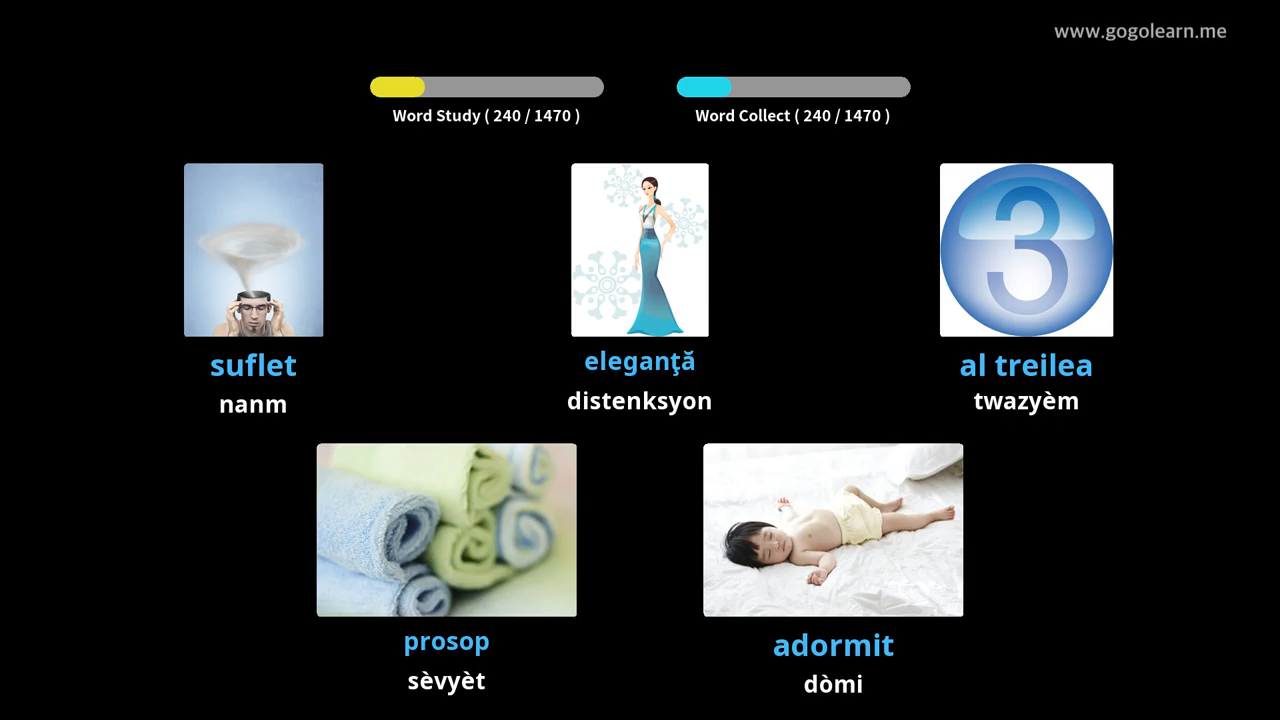 www.gogolearn.me
Word Study ( 240 / 1470 )
Word Collect ( 240 / 1470 )
suflet
nanm
eleganţă
distenksyon
3
al treilea
twazyèm
prosop
sèvyèt
adormit
dòmi